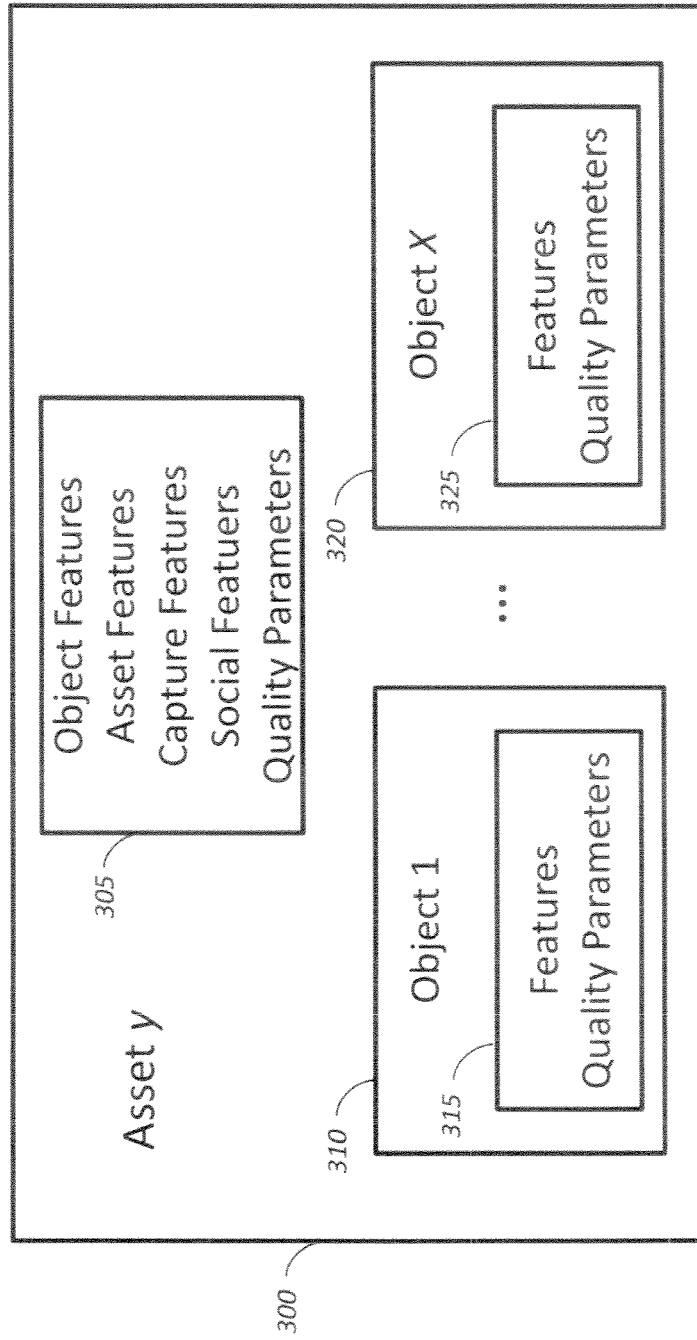 300
Asset y
305
Object Features
Asset Features
Capture Features
Social Featuers
Quality Parameters
310
Object 1
315
Features
Quality Parameters
...
320
Object X
325
Features
Quality Parameters